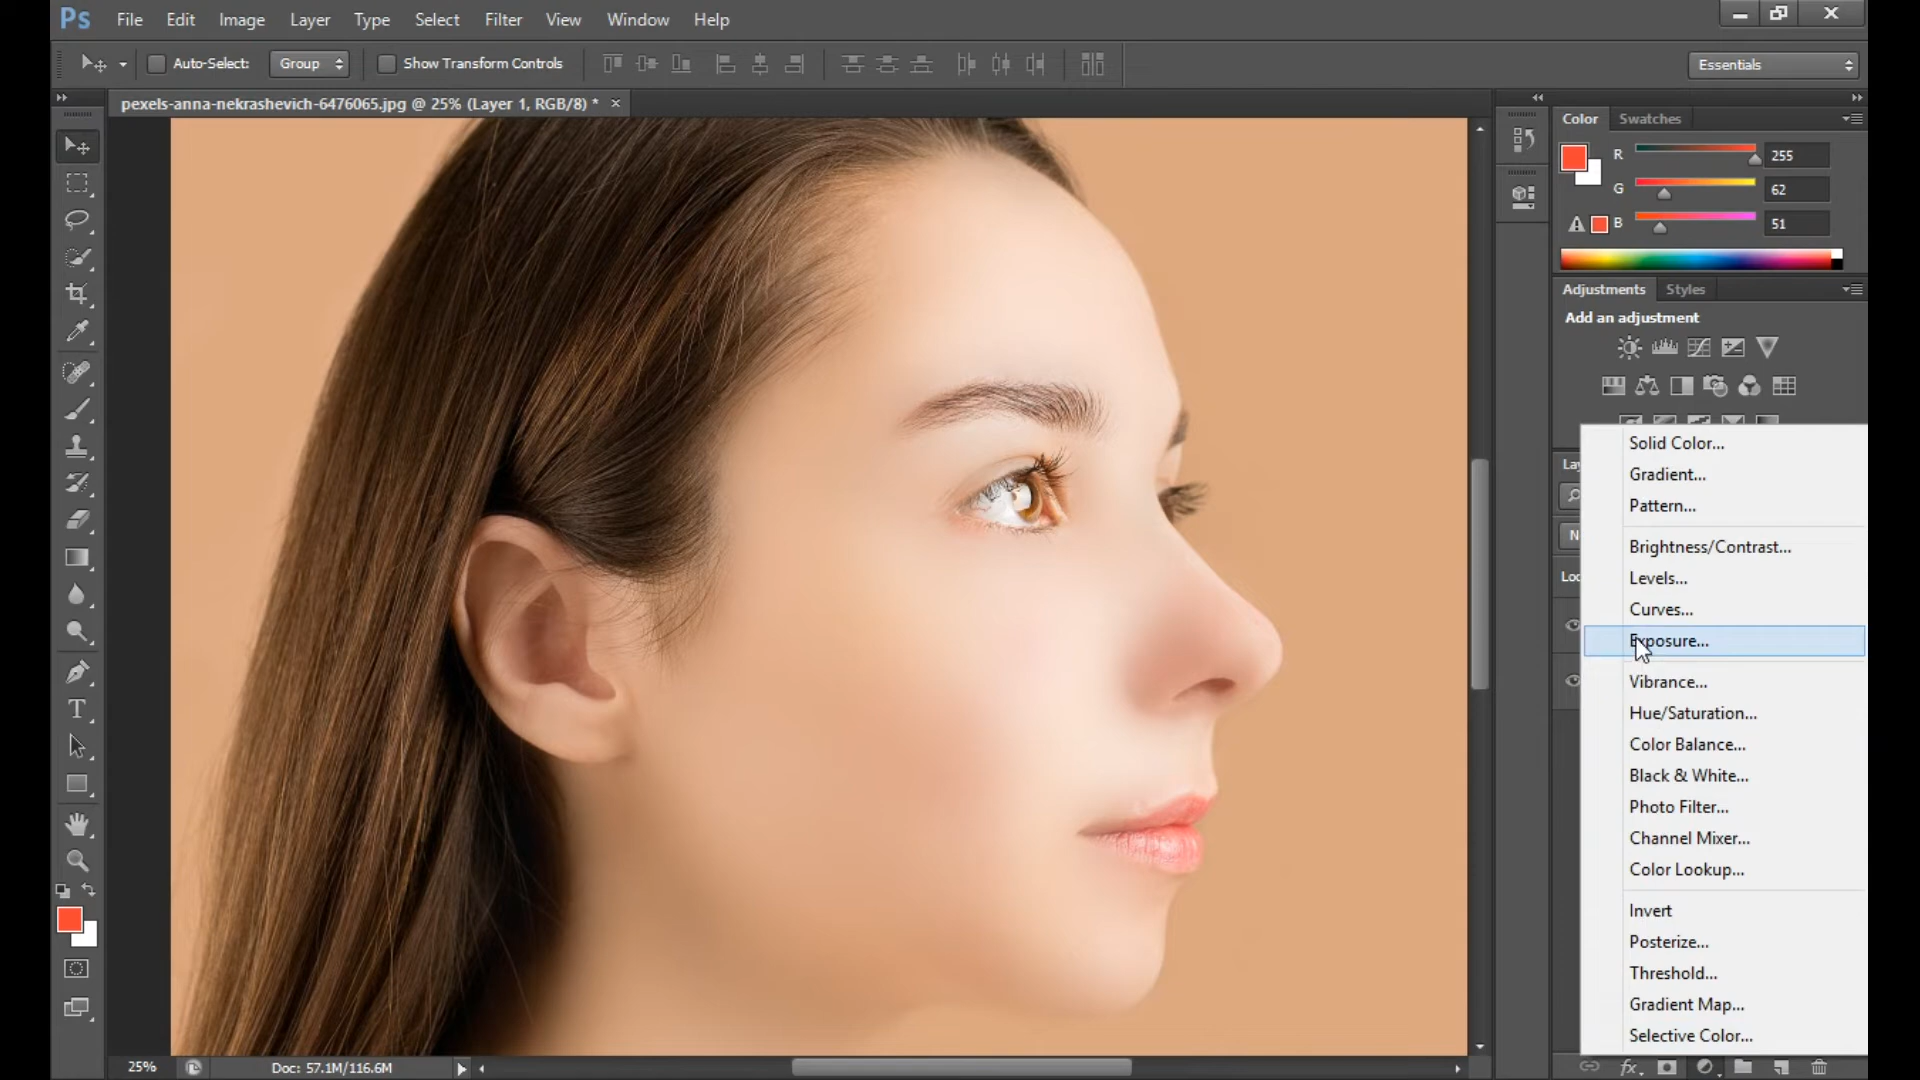 Ps File Edit Image Layer Type Select Filter View Window Help
Auto-Select: Group Show Transform Controls Essentials
pexels-anna-nekrashevich-6476065.jpg @ 25% (Layer 1, RGB/8) * ×
Color Swatches
R 255
G 62
B 51
Adjustments Styles
Add an adjustment
Solid Color...
Gradient...
Pattern...
Brightness/Contrast...
Levels...
Curves...
Exposure...
Vibrance...
Hue/Saturation...
Color Balance...
Black & White...
Photo Filter...
Channel Mixer...
Color Lookup...
Invert
Posterize...
Threshold...
Gradient Map...
Selective Color...
25% Doc: 57.1M/116.6M
fx